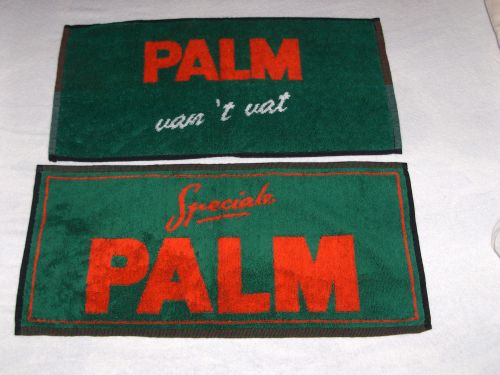 PALM
van 't vat
Speciale
PALM